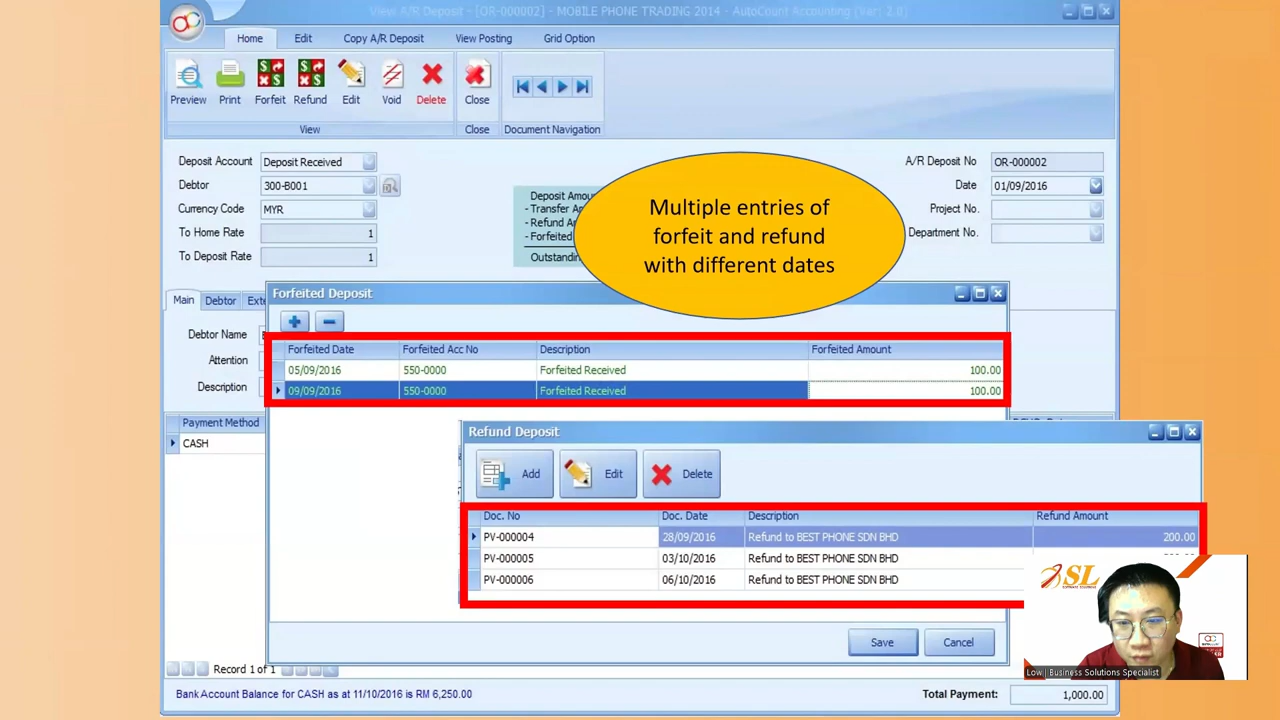 View A/R Deposit - [OR-000002] - MOBILE PHONE TRADING 2014 - AutoCount Accounting (Ver: 2.0)
Home Edit Copy A/R Deposit View Posting Grid Option
Preview Print Forfeit Refund Edit Void Delete Close
View Close Document Navigation
Deposit Account Deposit Received
Debtor 300-B001
Currency Code MYR
To Home Rate 1
To Deposit Rate 1
Deposit Amou
- Transfer A
- Refund A
- Forfeited
Outstandin
A/R Deposit No OR-000002
Date 01/09/2016
Project No.
Department No.
Multiple entries of
forfeit and refund
with different dates
Main Debtor Exte
Debtor Name
Attention
Description
Payment Method
CASH
Forfeited Deposit
Forfeited Date Forfeited Acc No Description Forfeited Amount
05/09/2016 550-0000 Forfeited Received 100.00
09/09/2016 550-0000 Forfeited Received 100.00
Refund Deposit
Add Edit Delete
Doc. No Doc. Date Description Refund Amount
PV-000004 28/09/2016 Refund to BEST PHONE SDN BHD 200.00
PV-000005 03/10/2016 Refund to BEST PHONE SDN BHD
PV-000006 06/10/2016 Refund to BEST PHONE SDN BHD
Save Cancel
SL
Low | Business Solutions Specialist
Record 1 of 1
Bank Account Balance for CASH as at 11/10/2016 is RM 6,250.00
Total Payment: 1,000.00